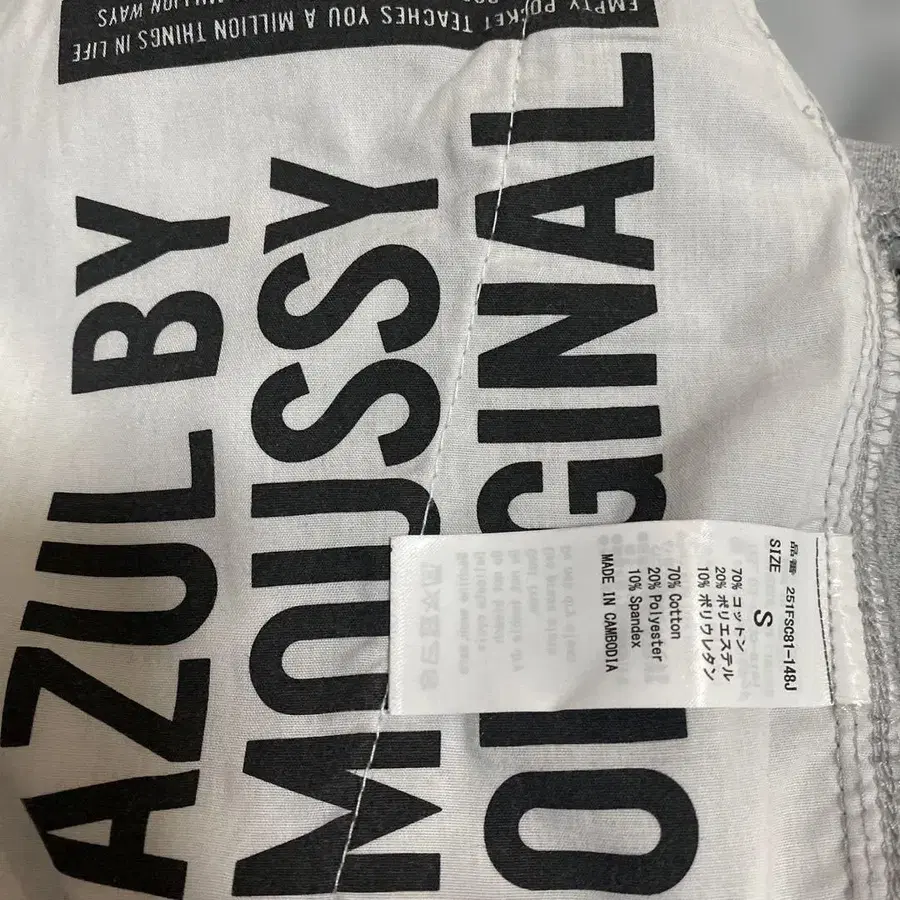 EMPTY POCKET TEACHES YOU A MILLION THINGS IN LIFE
MILLION WAYS
AZUL BY
MOUSSY
ORIGINAL
品番 251FSC81-148J
SIZE S
70% コットン
20% ポリエステル
10% ポリウレタン
70% Cotton
20% Polyester
10% Spandex
MADE IN CAMBODIA